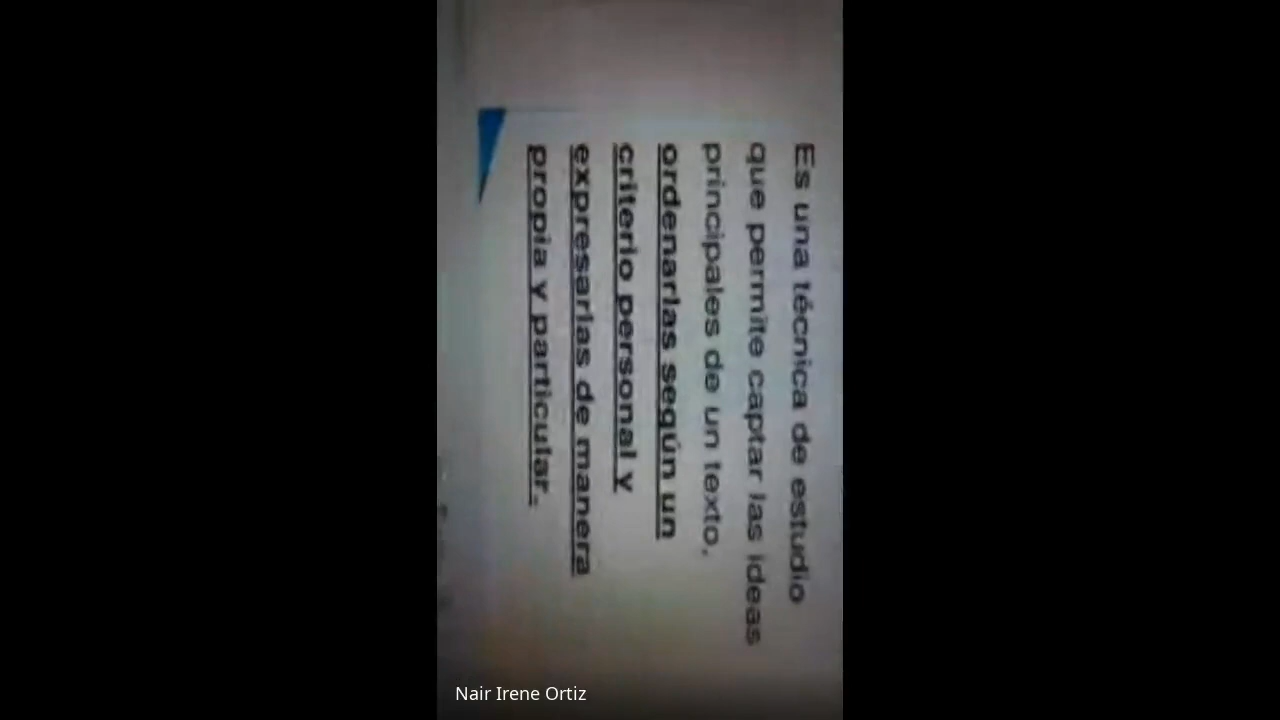 Es una técnica de estudio
que permite captar las ideas
principales de un texto,
ordenarlas según un
criterio personal y
expresarlas de manera
propia y particular.
Nair Irene Ortiz